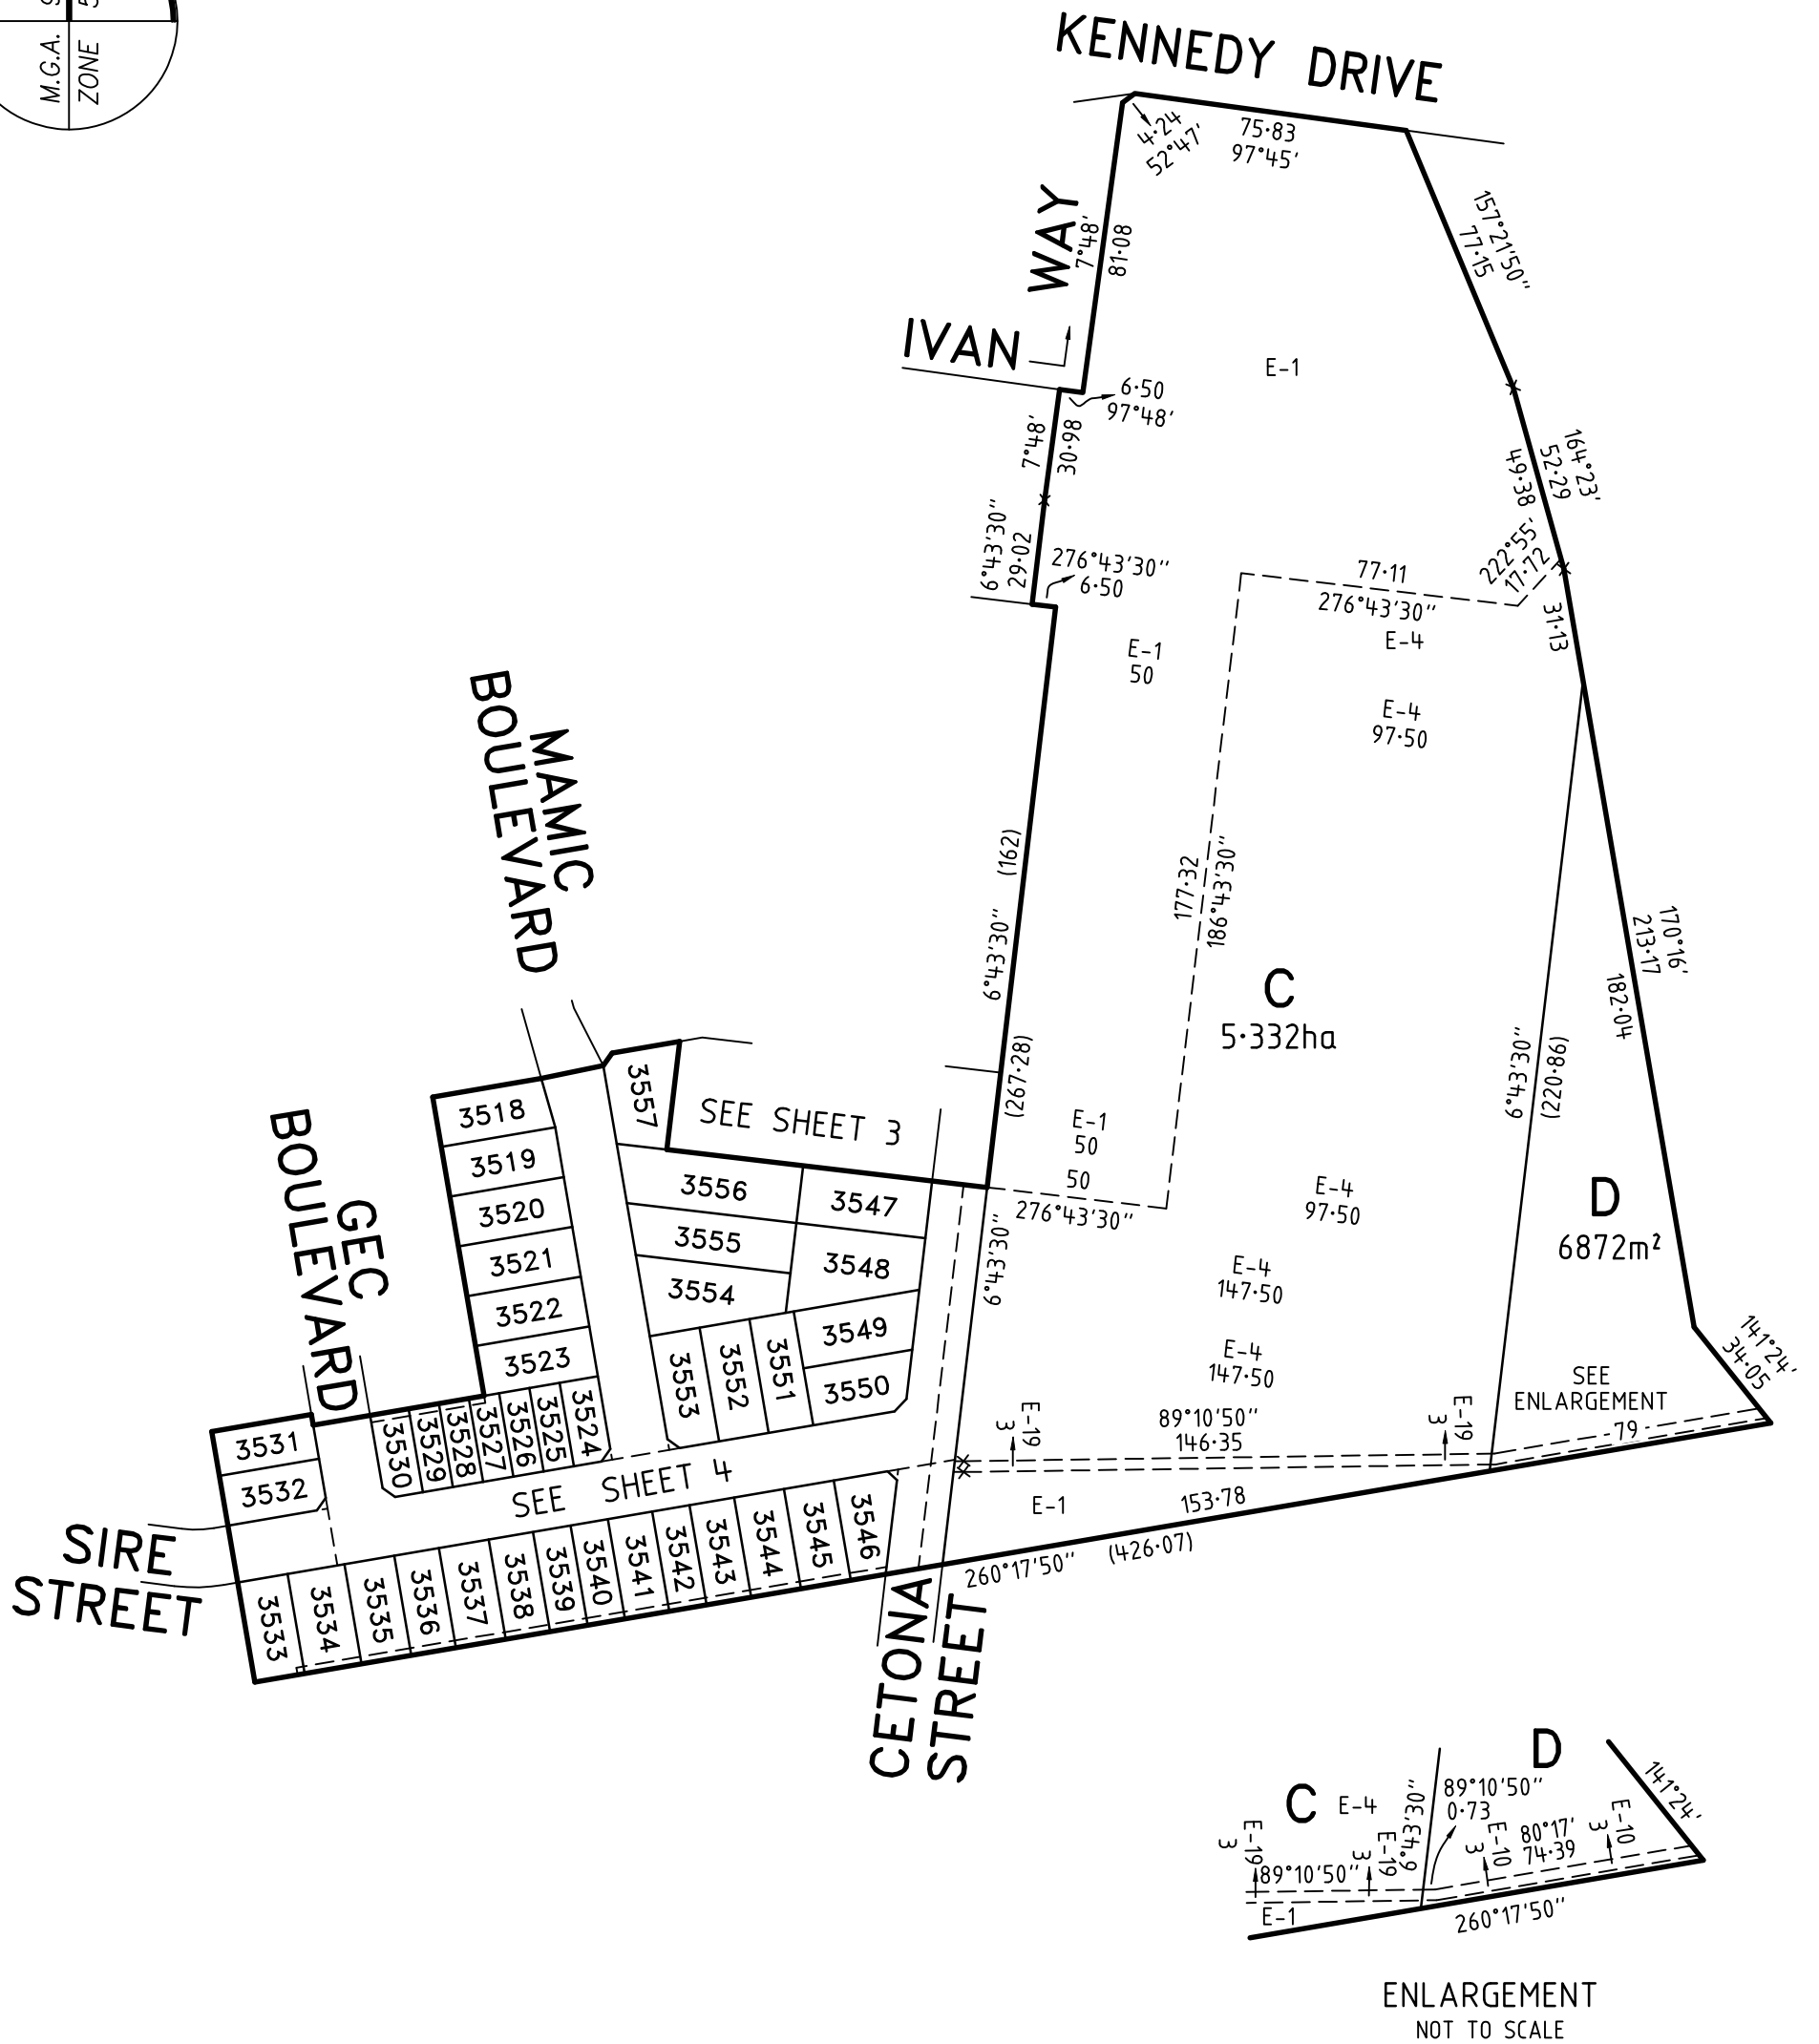 M.G.A.
ZONE
KENNEDY DRIVE
4·24
52°47'
75·83
97°45'
157°21'50"
77·15
WAY
7°48'
81·08
IVAN
E-1
6·50
97°48'
7°48'
30·98
164°23'
52·29
49·38
6°43'30"
29·02
276°43'30"
6·50
222°55'
17·72
77·11
276°43'30"
31·13
E-4
E-1
50
E-4
97·50
MAMIC
BOULEVARD
(162)
177·32
186°43'30"
6°43'30"
170°16'
213·17
182·04
C
5·332ha
6°43'30"
(220·86)
(267·28)
3557
SEE SHEET 3
E-1
50
50
276°43'30"
3518
3519
3520
3521
3522
3523
GEC
BOULEVARD
3556
3547
3555
3548
3554
3549
3550
3553
3552
3551
E-4
97·50
D
6872m²
6°43'30"
E-4
147·50
E-4
147·50
141°24'
34·05
SEE
ENLARGEMENT
79
3531
3532
3530
3529
3528
3527
3526
3525
3524
E-19
3
89°10'50"
146·35
E-19
3
SEE SHEET 4
E-1
153·78
260°17'50"
(426·07)
SIRE
STREET
3533
3534
3535
3536
3537
3538
3539
3540
3541
3542
3543
3544
3545
3546
CETONA
STREET
D
C
E-4
6°43'30"
89°10'50"
0·73
141°24'
E-19
3
E-19
3
E-10
3
80°17'
74·39
E-10
3
89°10'50"
E-1
260°17'50"
ENLARGEMENT
NOT TO SCALE